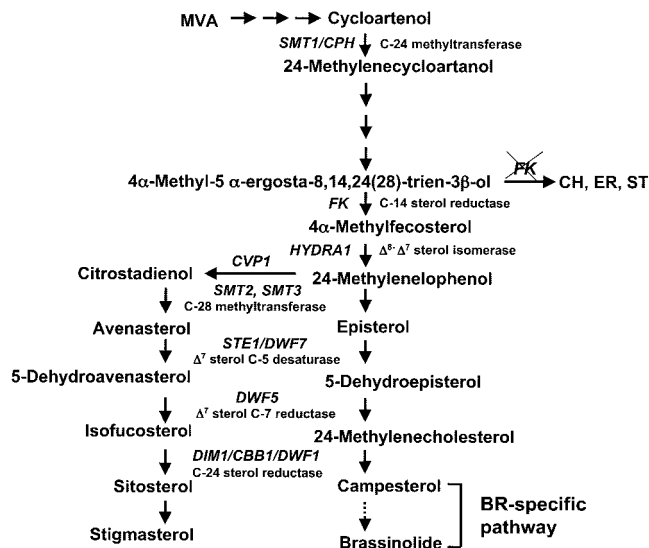 MVA Cycloartenol
SMT1/CPH C-24 methyltransferase
24-Methylenecycloartanol
FK
4α-Methyl-5 α-ergosta-8,14,24(28)-trien-3β-ol CH, ER, ST
FK C-14 sterol reductase
4α-Methylfecosterol
HYDRA1 Δ8- Δ7 sterol isomerase
CVP1
Citrostadienol 24-Methylenelophenol
SMT2, SMT3
C-28 methyltransferase
Avenasterol Episterol
STE1/DWF7
Δ7 sterol C-5 desaturase
5-Dehydroavenasterol 5-Dehydroepisterol
DWF5
Δ7 sterol C-7 reductase
Isofucosterol 24-Methylenecholesterol
DIM1/CBB1/DWF1
C-24 sterol reductase
Sitosterol Campesterol
BR-specific
pathway
Stigmasterol Brassinolide